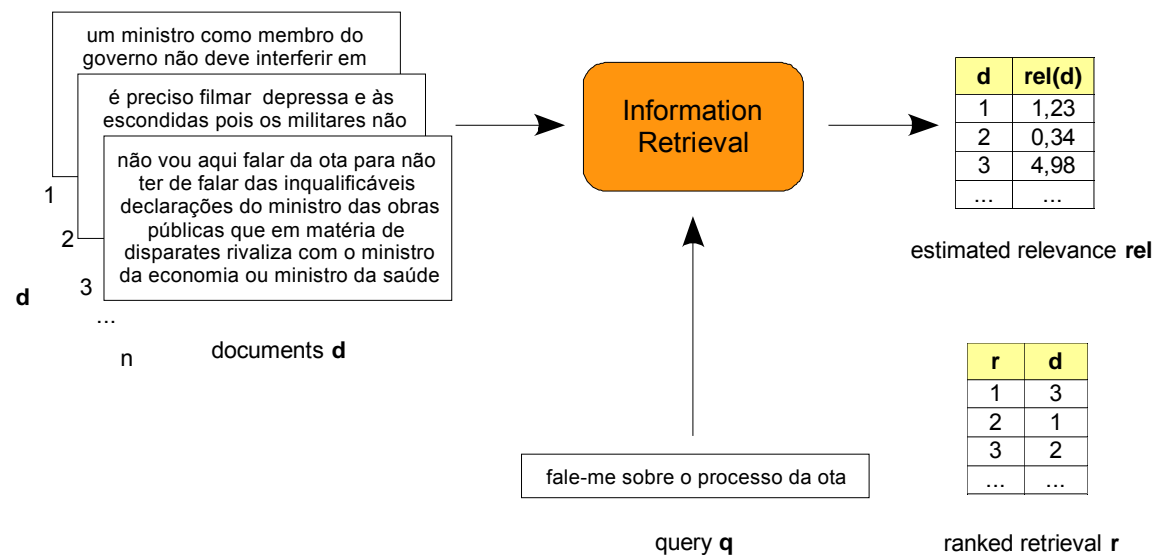 um ministro como membro do
governo não deve interferir em
é preciso filmar depressa e às
escondidas pois os militares não
não vou aqui falar da ota para não
ter de falar das inqualificáveis
declarações do ministro das obras
públicas que em matéria de
disparates rivaliza com o ministro
da economia ou ministro da saúde
1
2
3
...
n
d
documents d
Information
Retrieval
fale-me sobre o processo da ota
query q
d rel(d)
1 1,23
2 0,34
3 4,98
... ...
estimated relevance rel
r d
1 3
2 1
3 2
... ...
ranked retrieval r